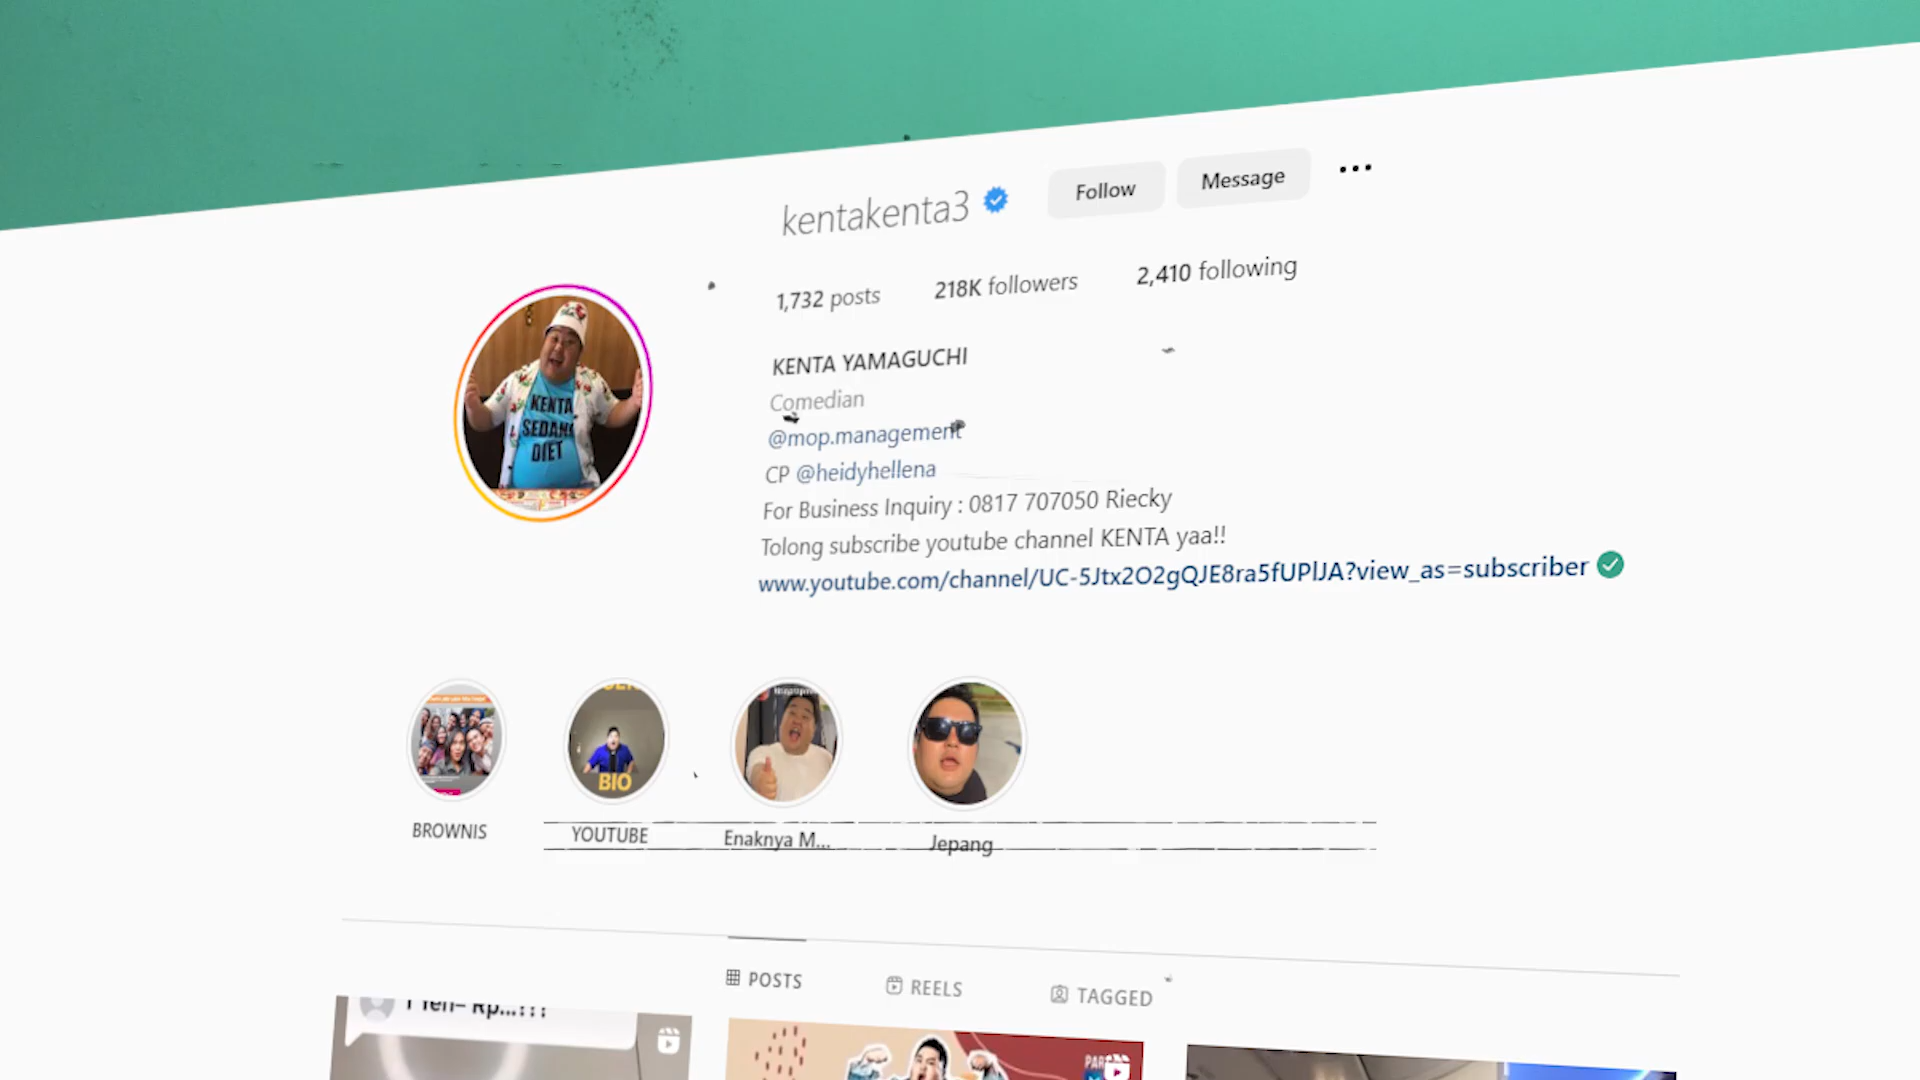 kentakenta3
Follow
Message
1,732 posts
218K followers
2,410 following
KENTA YAMAGUCHI
Comedian
@mop.management
CP @heidyhellena
For Business Inquiry : 0817 707050 Riecky
Tolong subscribe youtube channel KENTA yaa!!
www.youtube.com/channel/UC-5Jtx2O2gQJE8ra5fUPlJA?view_as=subscriber
KENTA
SEDANG
DIET
BIO
BROWNIS
YOUTUBE
Enaknya M...
Jepang
POSTS
REELS
TAGGED